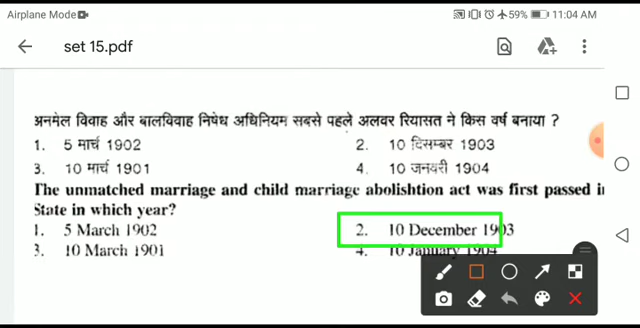 Airplane Mode 59% 11:04 AM
set 15.pdf
अनमेल विवाह और बालविवाह निषेध अधिनियम सबसे पहले अलवर रियासत ने किस वर्ष बनाया ?
1. 5 मार्च 1902 2. 10 दिसम्बर 1903
3. 10 मार्च 1901 4. 10 जनवरी 1904
The unmatched marriage and child marriage abolishtion act was first passed in
State in which year?
1. 5 March 1902 2. 10 December 1903
3. 10 March 1901 4. 10 January 1904